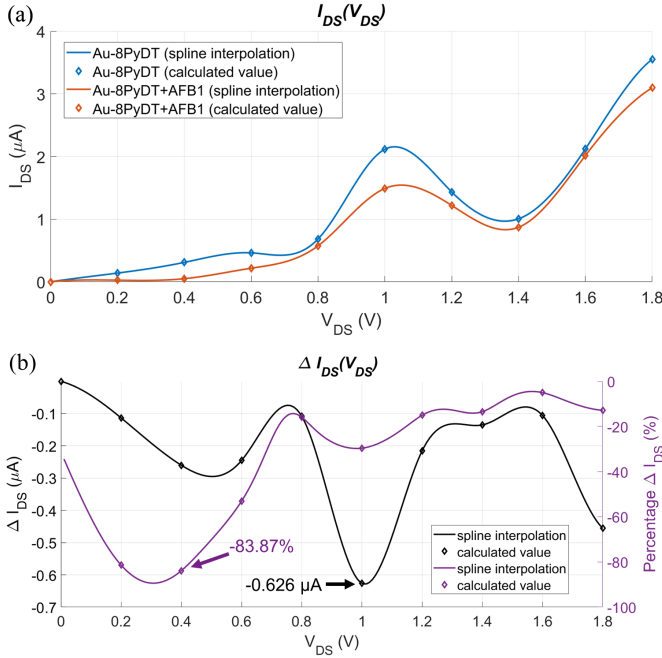 (a)
I_DS(V_DS)
Au-8PyDT (spline interpolation)
Au-8PyDT (calculated value)
Au-8PyDT+AFB1 (spline interpolation)
Au-8PyDT+AFB1 (calculated value)
I_DS (μA)
4
3
2
1
0
0 0.2 0.4 0.6 0.8 1 1.2 1.4 1.6 1.8
V_DS (V)
(b)
Δ I_DS(V_DS)
Δ I_DS (μA)
-0.1
-0.2
-0.3
-0.4
-0.5
-0.6
-0.7
-83.87%
-0.626 μA
spline interpolation
calculated value
spline interpolation
calculated value
0
-20
-40
-60
-80
-100
Percentage Δ I_DS (%)
0 0.2 0.4 0.6 0.8 1 1.2 1.4 1.6 1.8
V_DS (V)